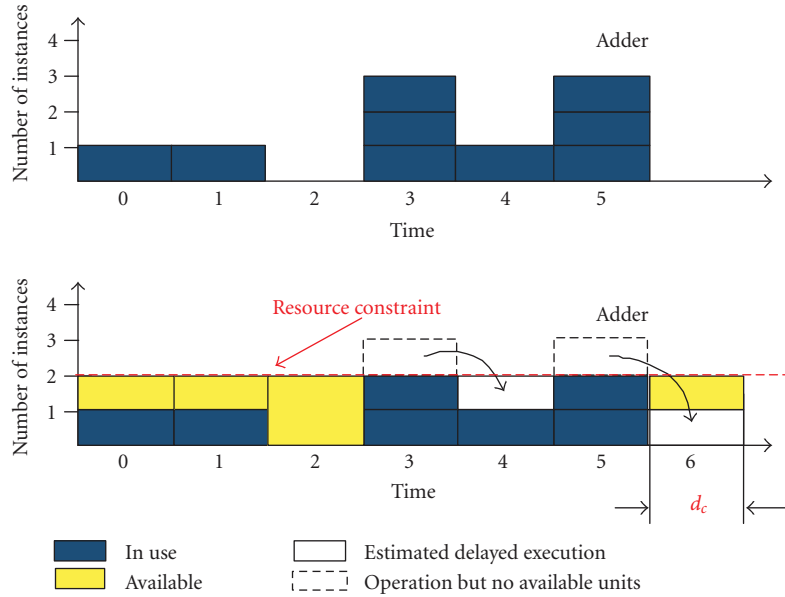 Number of instances
4
3
2
1
Adder
0 1 2 3 4 5
Time
Number of instances
4
3
2
1
Resource constraint
Adder
0 1 2 3 4 5 6
Time
d_c
In use
Available
Estimated delayed execution
Operation but no available units